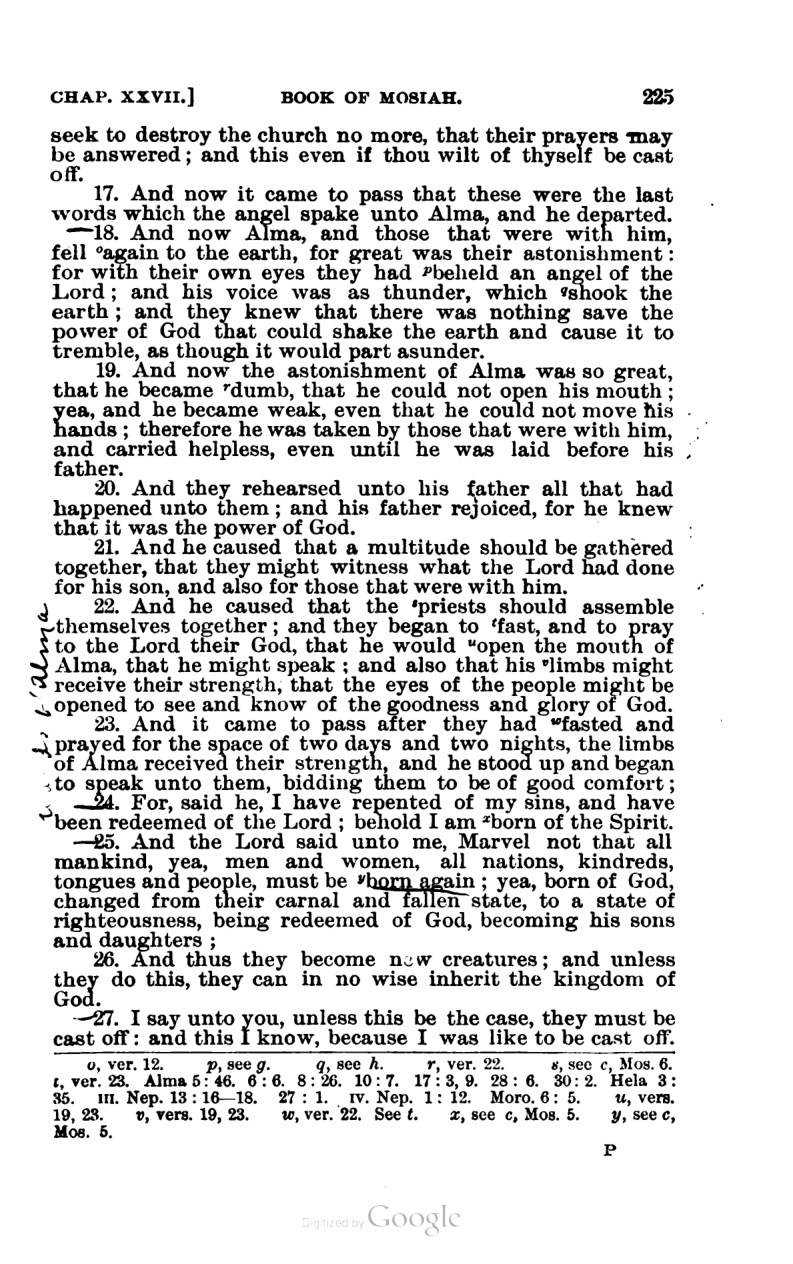 CHAP. XXVII.] BOOK OF MOSIAH. 225
seek to destroy the church no more, that their prayers may
be answered; and this even if thou wilt of thyself be cast
off.
17. And now it came to pass that these were the last
words which the angel spake unto Alma, and he departed.
—18. And now Alma, and those that were with him,
fell ᵒagain to the earth, for great was their astonishment:
for with their own eyes they had ᵖbeheld an angel of the
Lord; and his voice was as thunder, which qshook the
earth; and they knew that there was nothing save the
power of God that could shake the earth and cause it to
tremble, as though it would part asunder.
19. And now the astonishment of Alma was so great,
that he became ʳdumb, that he could not open his mouth;
yea, and he became weak, even that he could not move his
hands; therefore he was taken by those that were with him,
and carried helpless, even until he was laid before his
father.
20. And they rehearsed unto his father all that had
happened unto them; and his father rejoiced, for he knew
that it was the power of God.
21. And he caused that a multitude should be gathered
together, that they might witness what the Lord had done
for his son, and also for those that were with him.
22. And he caused that the ˢpriests should assemble
themselves together; and they began to ᵗfast, and to pray
to the Lord their God, that he would ᵘopen the mouth of
Alma, that he might speak; and also that his ᵛlimbs might
receive their strength, that the eyes of the people might be
opened to see and know of the goodness and glory of God.
23. And it came to pass after they had ʷfasted and
prayed for the space of two days and two nights, the limbs
of Alma received their strength, and he stood up and began
to speak unto them, bidding them to be of good comfort;
—24. For, said he, I have repented of my sins, and have
been redeemed of the Lord; behold I am ˣborn of the Spirit.
—25. And the Lord said unto me, Marvel not that all
mankind, yea, men and women, all nations, kindreds,
tongues and people, must be ʸborn again; yea, born of God,
changed from their carnal and fallen state, to a state of
righteousness, being redeemed of God, becoming his sons
and daughters;
26. And thus they become new creatures; and unless
they do this, they can in no wise inherit the kingdom of
God.
—27. I say unto you, unless this be the case, they must be
cast off: and this I know, because I was like to be cast off.
o, ver. 12. p, see g. q, see h. r, ver. 22. s, see c, Mos. 6.
t, ver. 23. Alma 5: 46. 6: 6. 8: 26. 10: 7. 17: 3, 9. 28: 6. 30: 2. Hela 3:
35. III. Nep. 13: 16—18. 27: 1. IV. Nep. 1: 12. Moro. 6: 5. u, vers.
19, 23. v, vers. 19, 23. w, ver. 22. See t. x, see c, Mos. 5. y, see c,
Mos. 5.
P
Digitized by Google